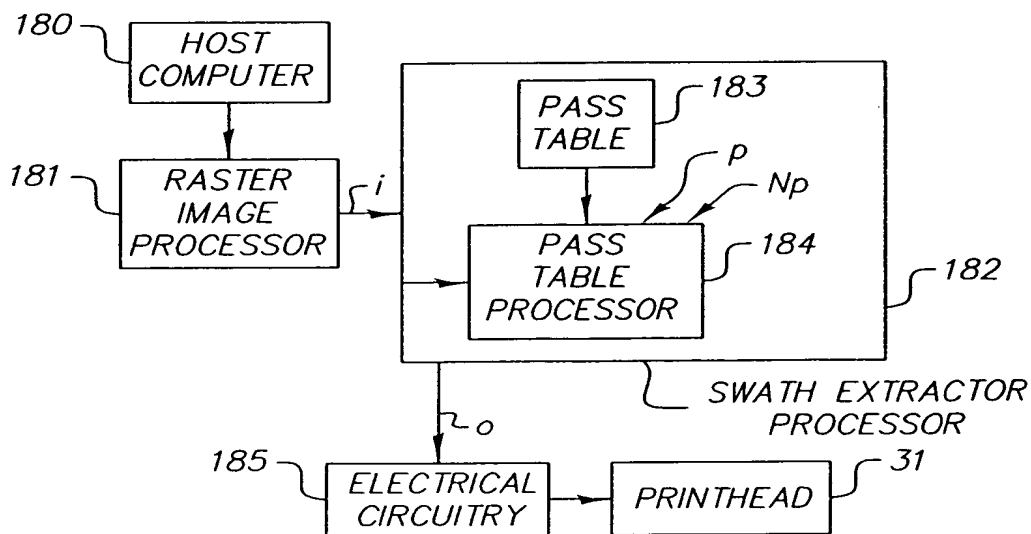 180
HOST
COMPUTER
181
RASTER
IMAGE
PROCESSOR
i
PASS
TABLE
183
p
Np
PASS
TABLE
PROCESSOR
184
182
SWATH EXTRACTOR
PROCESSOR
o
185
ELECTRICAL
CIRCUITRY
PRINTHEAD
31